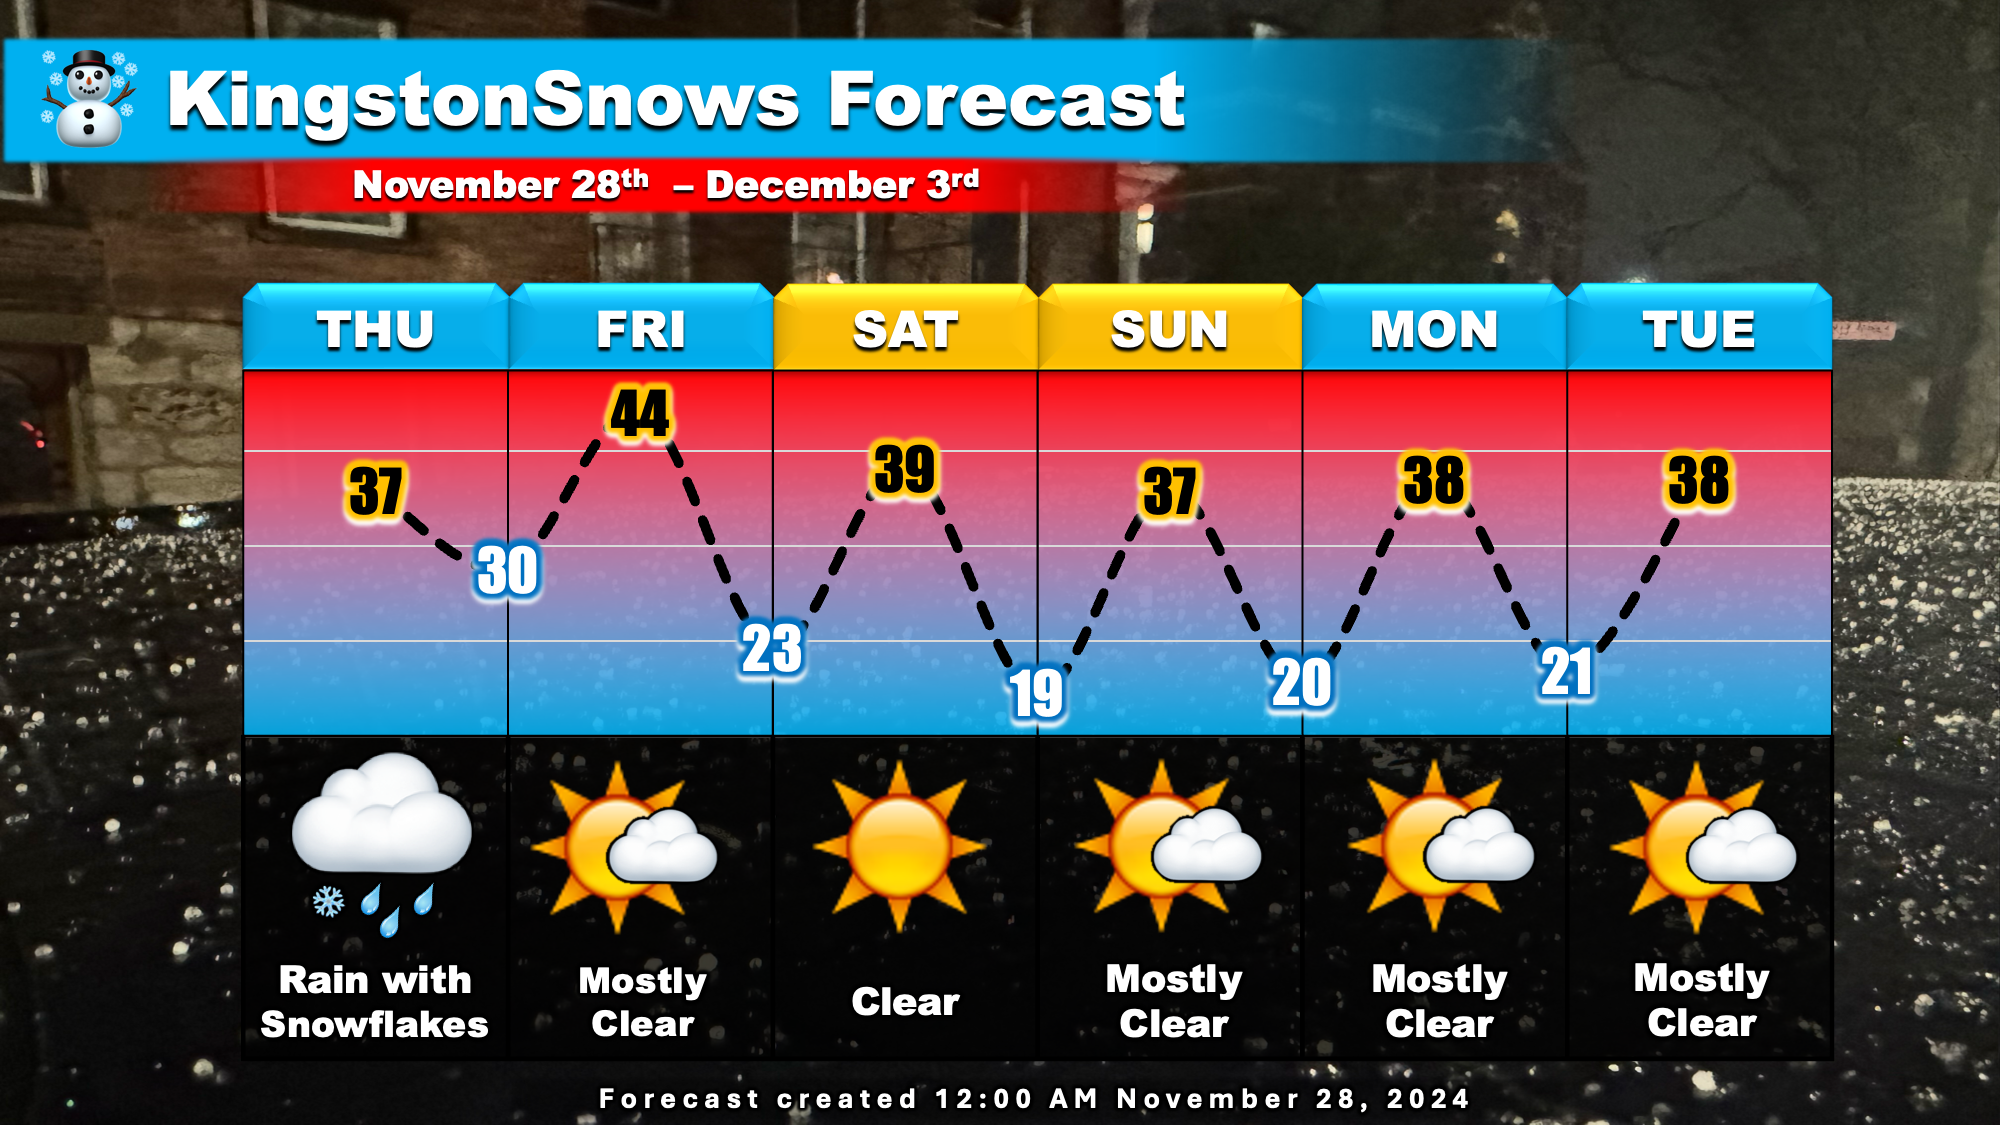 KingstonSnows Forecast
November 28th – December 3rd
THU FRI SAT SUN MON TUE
37 44 39 37 38 38
30 23 19 20 21
Rain with
Snowflakes
Mostly
Clear
Clear
Mostly
Clear
Mostly
Clear
Mostly
Clear
Forecast created 12:00 AM November 28, 2024